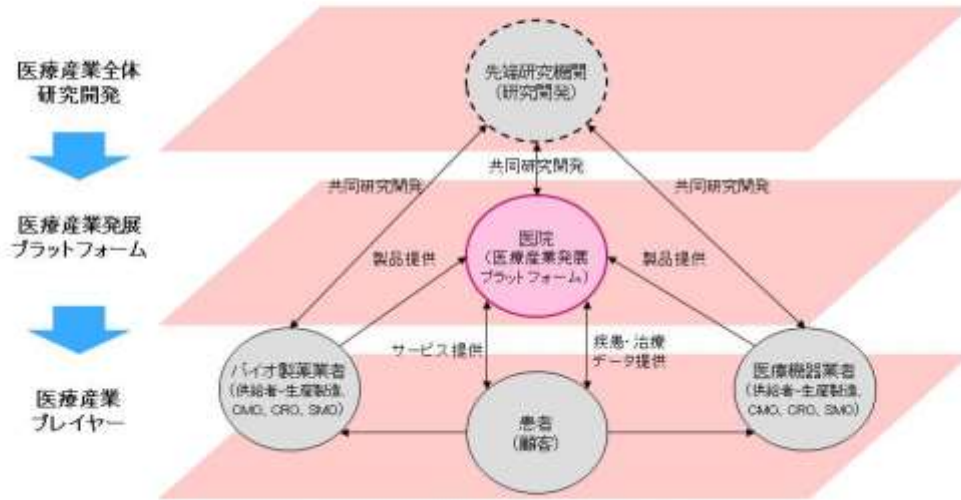 医療産業全体
研究開発
先端研究機関
(研究開発)
共同研究開発
共同研究開発
共同研究開発
医療産業発展
プラットフォーム
医院
(医療産業発展
プラットフォーム)
製品提供
製品提供
サービス提供
疾患・治療
データ提供
医療産業
プレイヤー
バイオ製薬業者
(供給者-生産製造、
CMO、CRO、SMO)
患者
(顧客)
医療機器業者
(供給者-生産製造、
CMO、CRO、SMO)